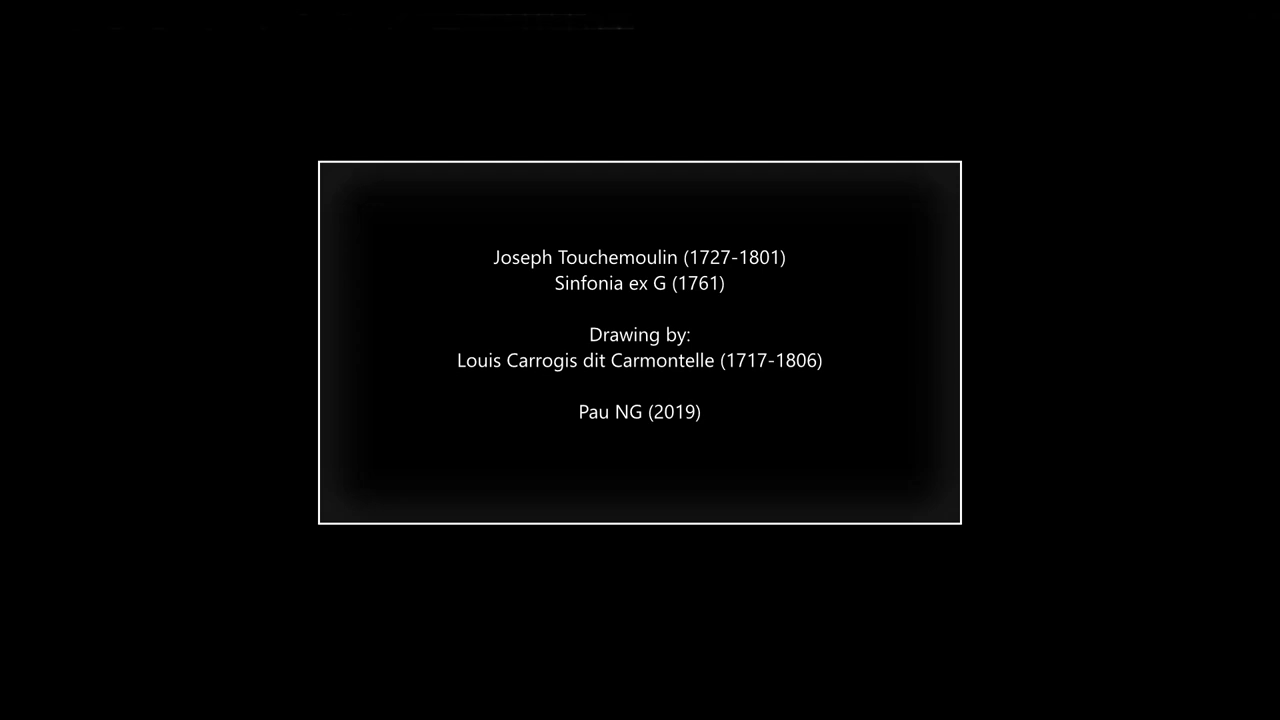 Joseph Touchemoulin (1727-1801)
Sinfonia ex G (1761)
Drawing by:
Louis Carrogis dit Carmontelle (1717-1806)
Pau NG (2019)